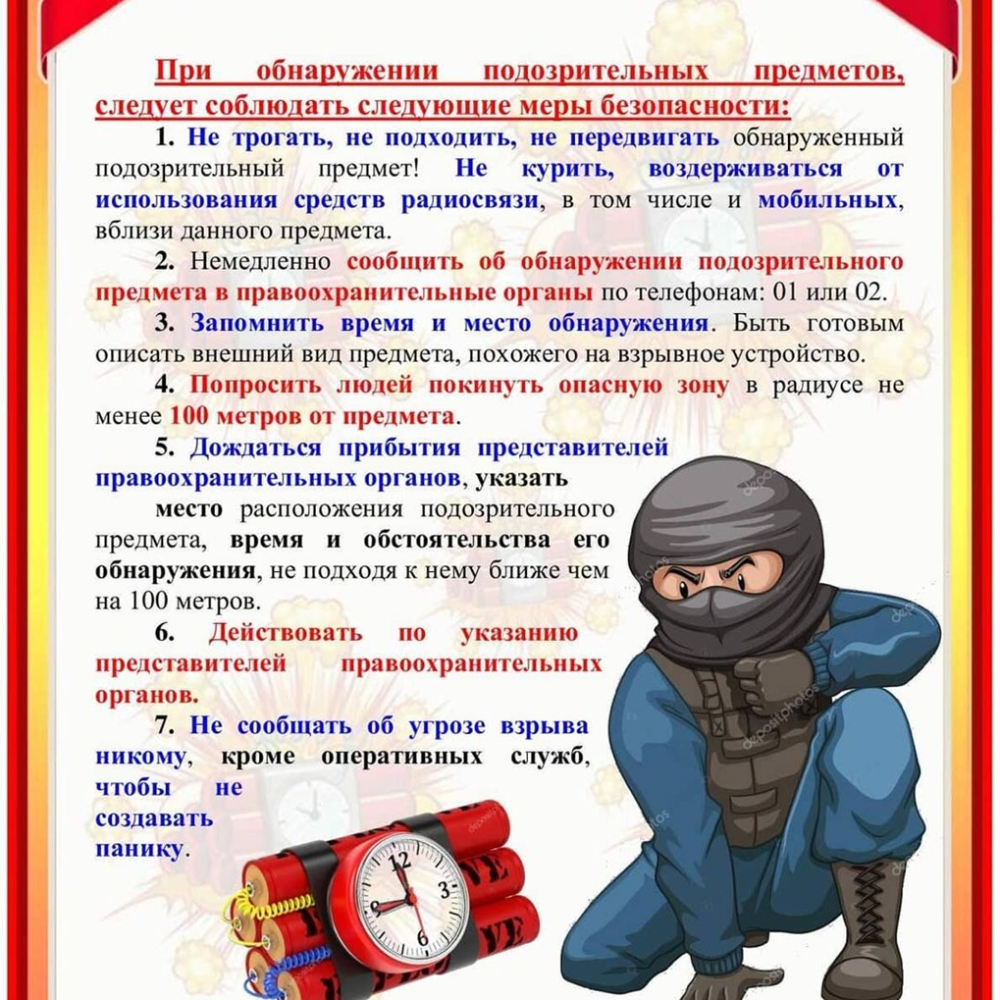 При обнаружении подозрительных предметов,
следует соблюдать следующие меры безопасности:
1. Не трогать, не подходить, не передвигать обнаруженный
подозрительный предмет! Не курить, воздерживаться от
использования средств радиосвязи, в том числе и мобильных,
вблизи данного предмета.
2. Немедленно сообщить об обнаружении подозрительного
предмета в правоохранительные органы по телефонам: 01 или 02.
3. Запомнить время и место обнаружения. Быть готовым
описать внешний вид предмета, похожего на взрывное устройство.
4. Попросить людей покинуть опасную зону в радиусе не
менее 100 метров от предмета.
5. Дождаться прибытия представителей
правоохранительных органов, указать
место расположения подозрительного
предмета, время и обстоятельства его
обнаружения, не подходя к нему ближе чем
на 100 метров.
6. Действовать по указанию
представителей правоохранительных
органов.
7. Не сообщать об угрозе взрыва
никому, кроме оперативных служб,
чтобы не
создавать
панику.
12
3
6
9
depositphotos